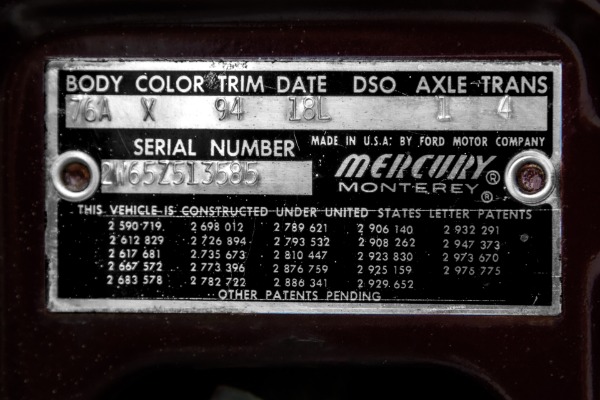 BODY COLOR TRIM DATE DSO AXLE TRANS
76A X 94 18L 1 4
SERIAL NUMBER
MADE IN U.S.A. BY FORD MOTOR COMPANY
2W65Z513585
MERCURY ®
MONTEREY ®
THIS VEHICLE IS CONSTRUCTED UNDER UNITED STATES LETTER PATENTS
2 590 719 2 698 012 2 789 621 2 906 140 2 932 291
2 612 829 2 726 894 2 793 532 2 908 262 2 947 373
2 617 681 2 735 673 2 810 447 2 923 830 2 973 670
2 667 572 2 773 396 2 876 759 2 925 159 2 976 775
2 683 578 2 782 722 2 886 341 2 929 652
OTHER PATENTS PENDING